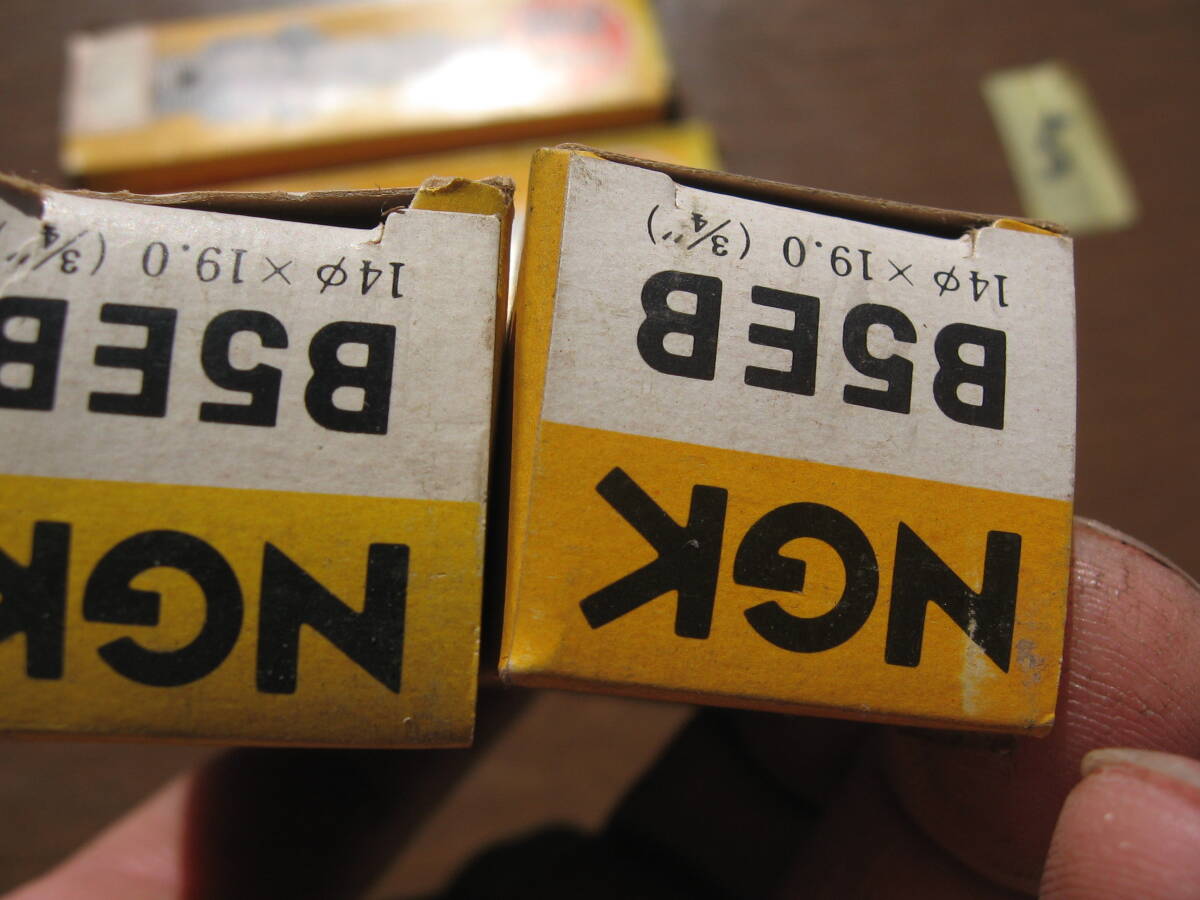 NGK
B5EB
14φ × 19.0 (3/4")
NGK
B5EB
14φ × 19.0 (3/4")